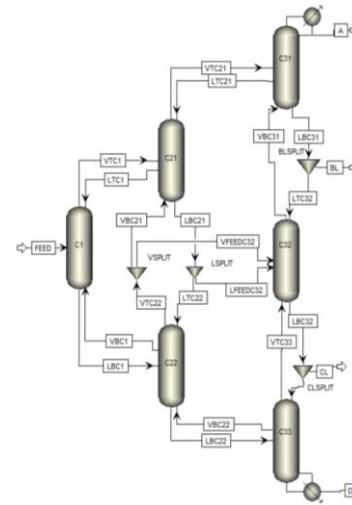 C31
A
VTC21
LTC21
C21
VBC31
LBC31
BLSPLIT
BL
VTC1
LTC1
LTC32
VBC21
LBC21
C1
FEED
VFEEDC32
C32
VSPLIT
LSPLIT
LFEEDC32
VTC22
LTC22
LBC32
VBC1
VTC33
LBC1
C22
CL
CLSPLIT
VBC22
LBC22
C33
D